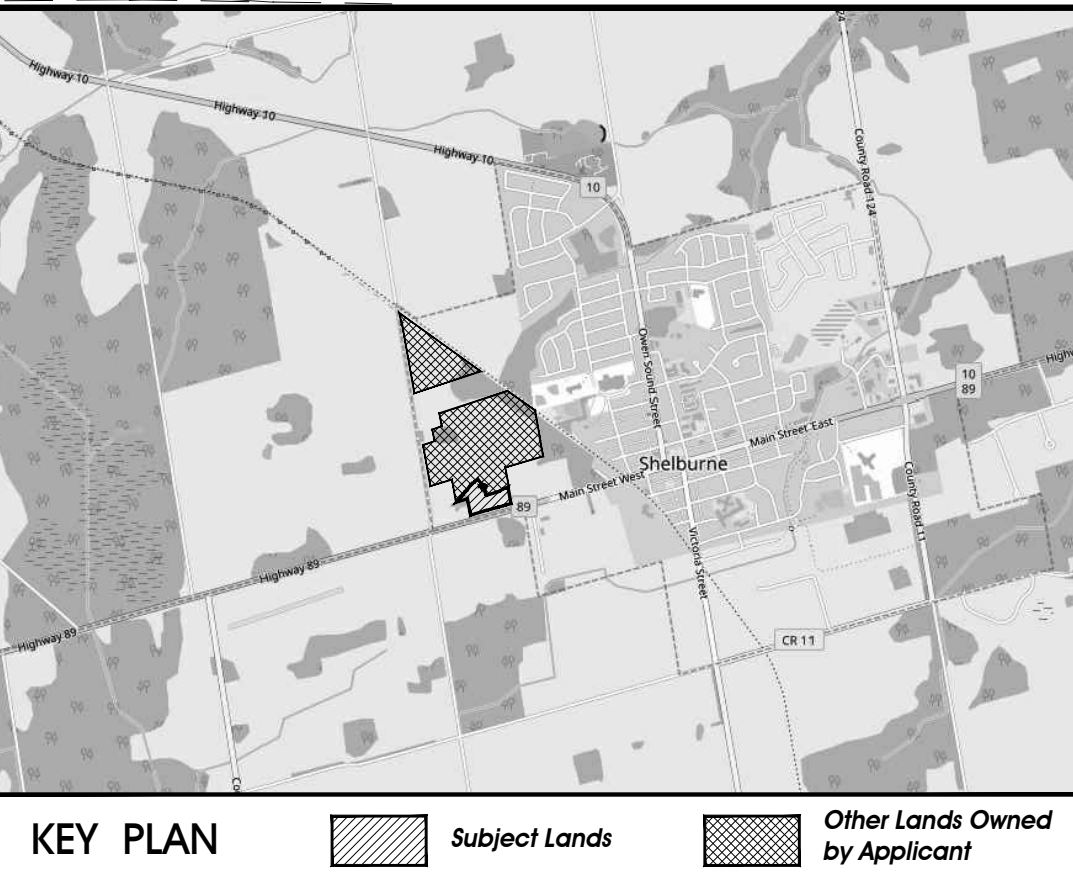 24
Highway 10
Highway 10
Highway 10
10
County Road 124
Owen Sound Street
10
89
Main Street East
Shelburne
Main Street West
89
County Road 11
Victoria Street
Highway 89
Highway 89
CR 11
KEY PLAN
Subject Lands
Other Lands Owned
by Applicant